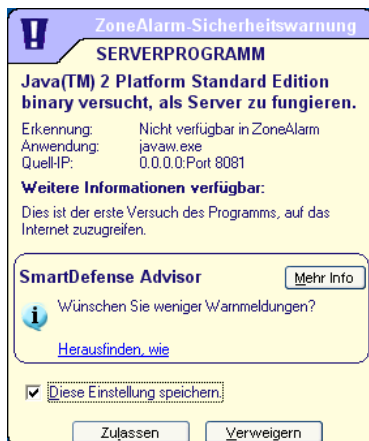 ZoneAlarm-Sicherheitswarnung
SERVERPROGRAMM
Java(TM) 2 Platform Standard Edition
binary versucht, als Server zu fungieren.
Erkennung: Nicht verfügbar in ZoneAlarm
Anwendung: javaw.exe
Quell-IP: 0.0.0.0:Port 8081
Weitere Informationen verfügbar:
Dies ist der erste Versuch des Programms, auf das
Internet zuzugreifen.
SmartDefense Advisor Mehr Info
Wünschen Sie weniger Warnmeldungen?
Herausfinden, wie
Diese Einstellung speichern.
Zulassen Verweigern